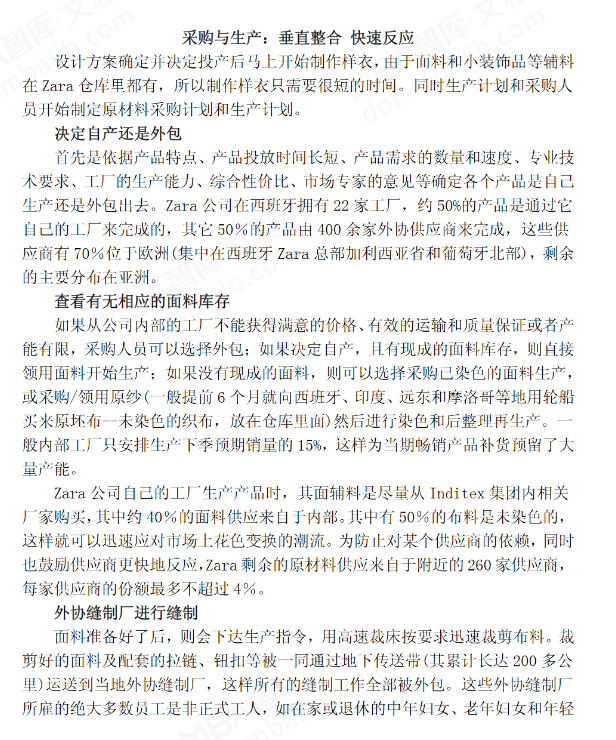 采购与生产：垂直整合 快速反应
设计方案确定并决定投产后马上开始制作样衣,由于面料和小装饰品等辅料
在 Zara 仓库里都有，所以制作样衣只需要很短的时间。同时生产计划和采购人
员开始制定原材料采购计划和生产计划。
决定自产还是外包
首先是依据产品特点、产品投放时间长短、产品需求的数量和速度、专业技
术要求、工厂的生产能力、综合性价比、市场专家的意见等确定各个产品是自己
生产还是外包出去。Zara 公司在西班牙拥有 22 家工厂，约 50%的产品是通过它
自己的工厂来完成的，其它 50％的产品由 400 余家外协供应商来完成，这些供
应商有 70％位于欧洲(集中在西班牙 Zara 总部加利西亚省和葡萄牙北部)，剩余
的主要分布在亚洲。
查看有无相应的面料库存
如果从公司内部的工厂不能获得满意的价格、有效的运输和质量保证或者产
能有限，采购人员可以选择外包；如果决定自产，且有现成的面料库存，则直接
领用面料开始生产；如果没有现成的面料，则可以选择采购已染色的面料生产，
或采购/领用原纱(一般提前 6 个月就向西班牙、印度、远东和摩洛哥等地用轮船
买来原坯布--未染色的织布，放在仓库里面)然后进行染色和后整理再生产。一
般内部工厂只安排生产下季预期销量的 15%，这样为当期畅销产品补货预留了大
量产能。
Zara 公司自己的工厂生产产品时，其面辅料是尽量从 Inditex 集团内相关
厂家购买,其中约 40％的面料供应来自于内部。其中有 50％的布料是未染色的，
这样就可以迅速应对市场上花色变换的潮流。为防止对某个供应商的依赖，同时
也鼓励供应商更快地反应,Zara 剩余的原材料供应来自于附近的 260 家供应商，
每家供应商的份额最多不超过 4％。
外协缝制厂进行缝制
面料准备好了后，则会下达生产指令，用高速裁床按要求迅速裁剪布料。裁
剪好的面料及配套的拉链、钮扣等被一同通过地下传送带(其累计长达 200 多公
里)运送到当地外协缝制厂，这样所有的缝制工作全部被外包。这些外协缝制厂
所雇的绝大多数员工是非正式工人，如在家或退休的中年妇女、老年妇女和年轻